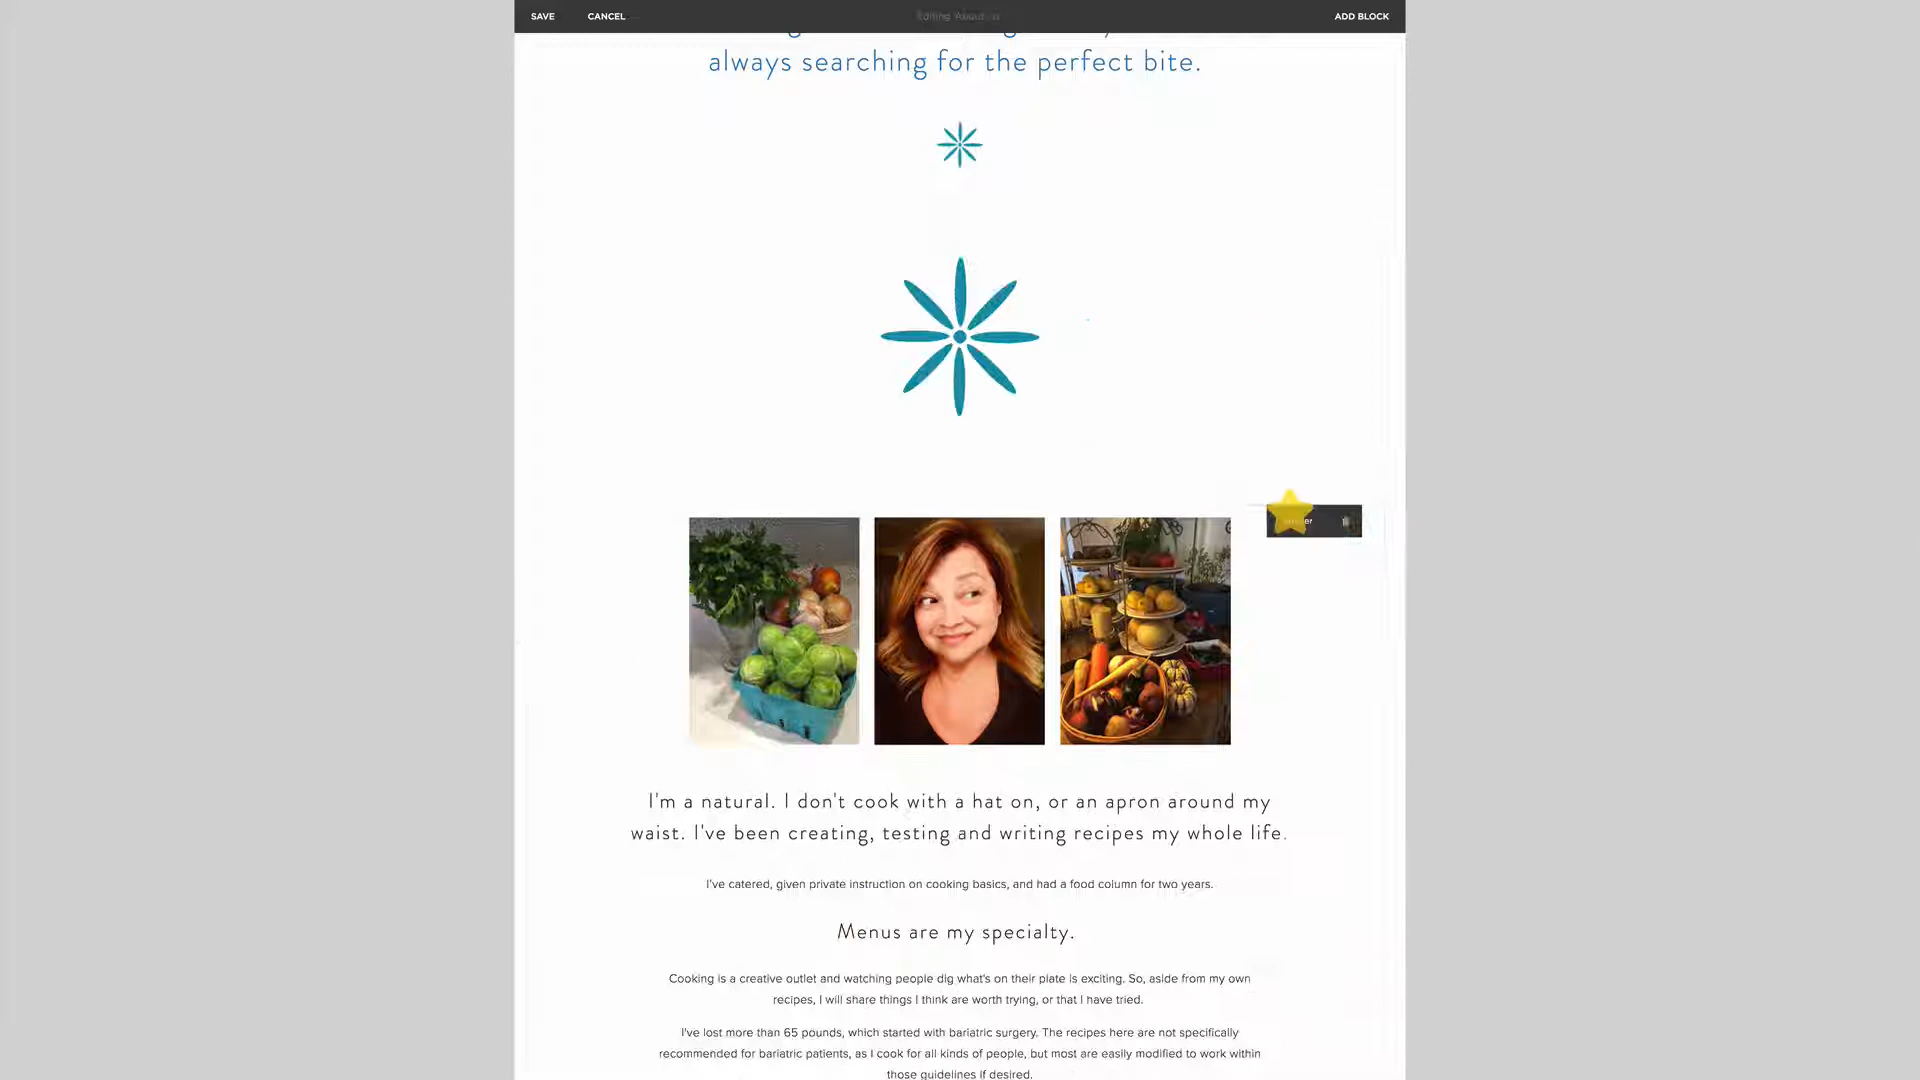 SAVE CANCEL Editing About us ADD BLOCK
always searching for the perfect bite.
I'm a natural. I don't cook with a hat on, or an apron around my
waist. I've been creating, testing and writing recipes my whole life.
I've catered, given private instruction on cooking basics, and had a food column for two years.
Menus are my specialty.
Cooking is a creative outlet and watching people dig what's on their plate is exciting. So, aside from my own
recipes, I will share things I think are worth trying, or that I have tried.
I've lost more than 65 pounds, which started with bariatric surgery. The recipes here are not specifically
recommended for bariatric patients, as I cook for all kinds of people, but most are easily modified to work within
those guidelines if desired.